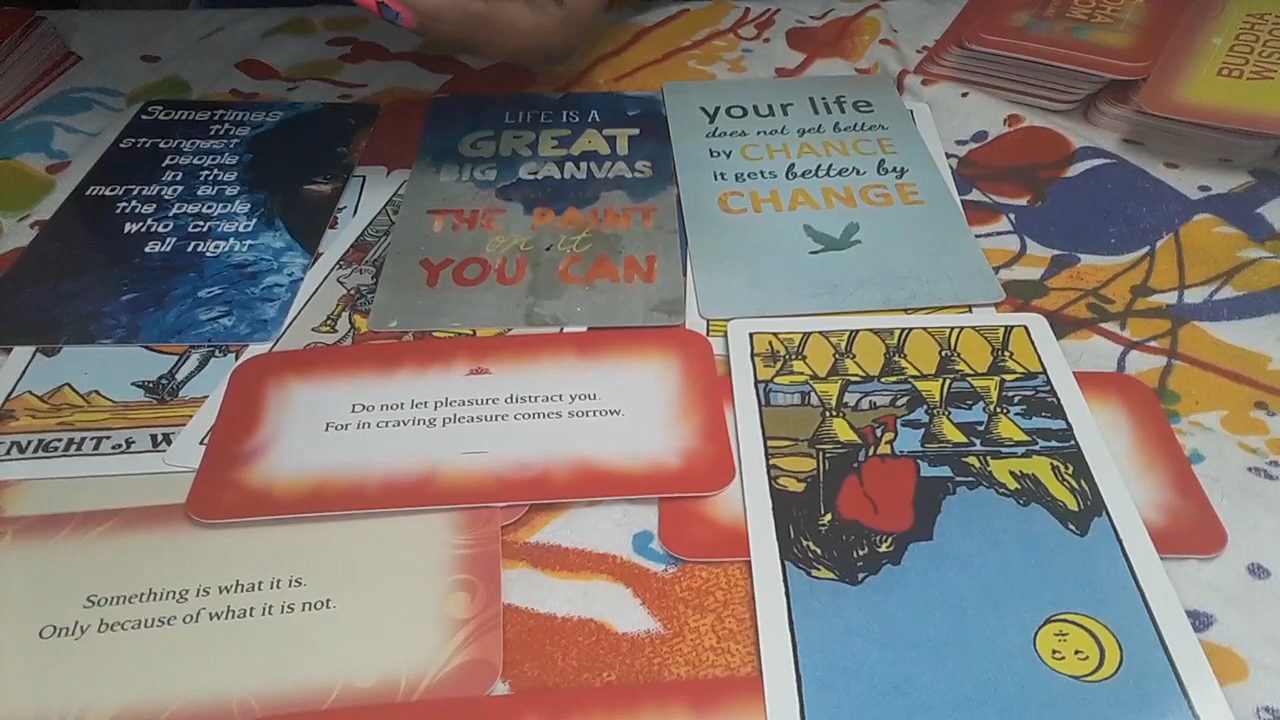 Sometimes
the
strongest
people
in the
morning are
the people
who cried
all night
LIFE IS A
GREAT
BIG CANVAS
THE PAINT
on it
YOU CAN
your life
does not get better
by CHANCE
it gets better by
CHANGE
BUDDHA
WISDOM
KNIGHT of W
Do not let pleasure distract you.
For in craving pleasure comes sorrow.
Something is what it is.
Only because of what it is not.